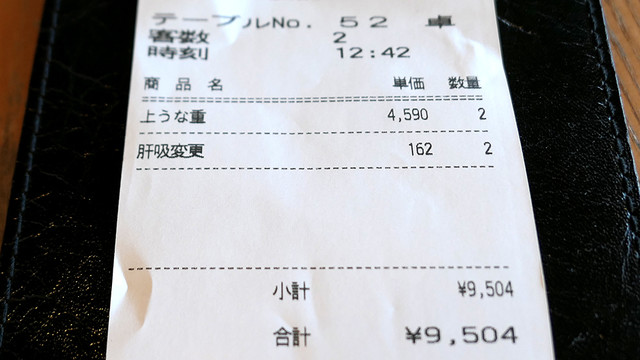 テーブルNo. 52 卓
客数 2
時刻 12:42
商品名 単価 数量
上うな重 4,590 2
肝吸変更 162 2
小計 ¥9,504
合計 ¥9,504